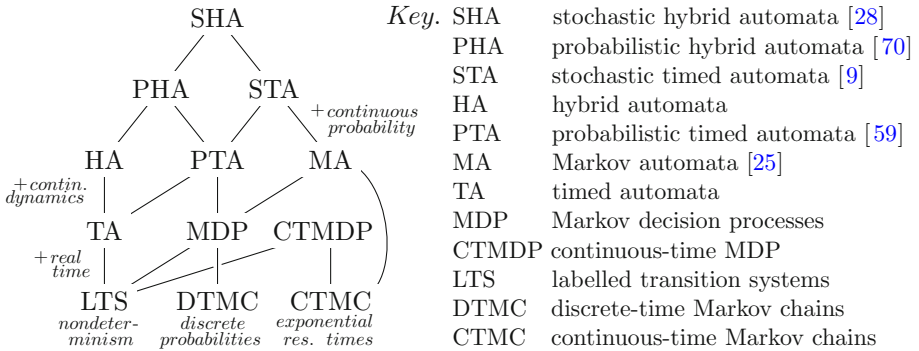 SHA
PHA STA
+continuous
probability
HA PTA MA
+contin.
dynamics
TA MDP CTMDP
+real
time
LTS DTMC CTMC
nondeter-
minism
discrete
probabilities
exponential
res. times
Key. SHA stochastic hybrid automata [28]
PHA probabilistic hybrid automata [70]
STA stochastic timed automata [9]
HA hybrid automata
PTA probabilistic timed automata [59]
MA Markov automata [25]
TA timed automata
MDP Markov decision processes
CTMDP continuous-time MDP
LTS labelled transition systems
DTMC discrete-time Markov chains
CTMC continuous-time Markov chains